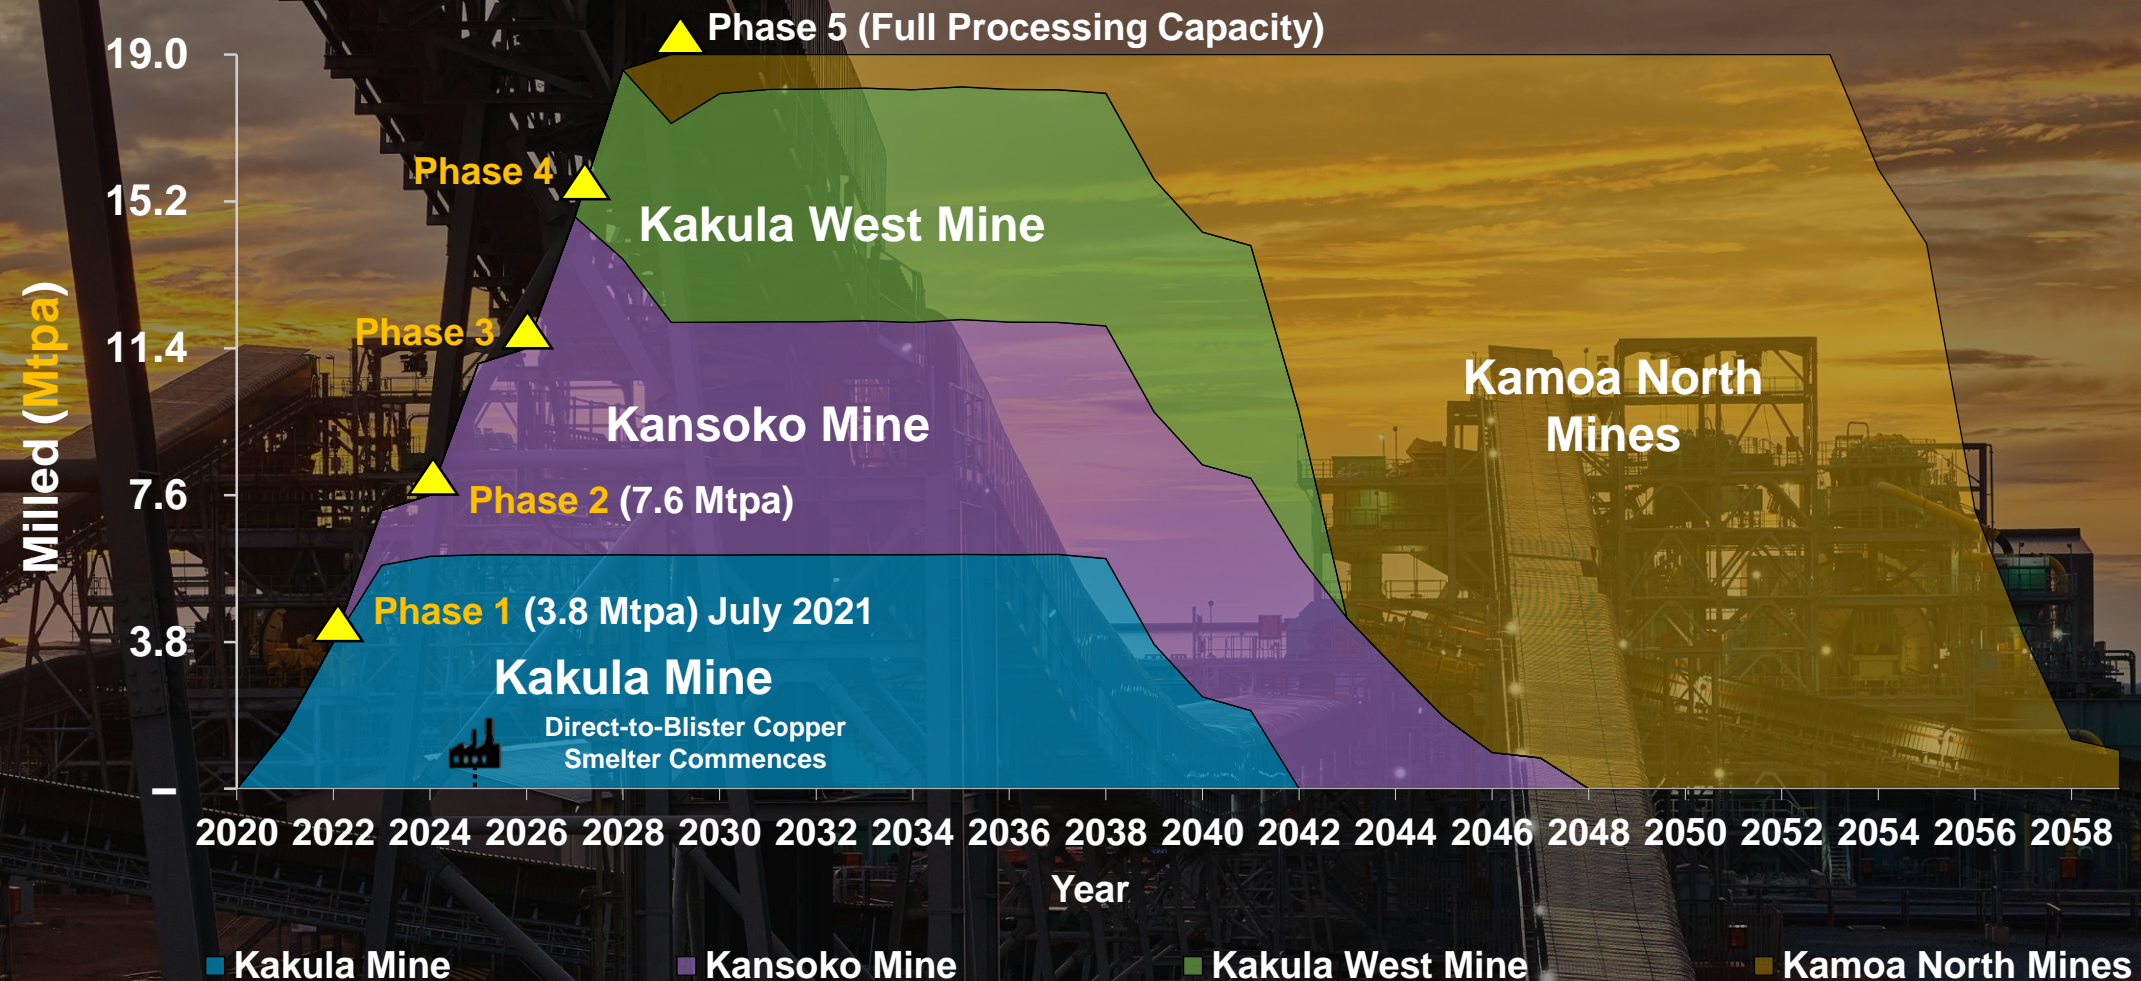 Phase 5 (Full Processing Capacity)
19.0
Phase 4
15.2
Kakula West Mine
Phase 3
11.4
Kamoa North
Mines
Kansoko Mine
Milled (Mtpa)
7.6
Phase 2 (7.6 Mtpa)
Phase 1 (3.8 Mtpa) July 2021
3.8
Kakula Mine
Direct-to-Blister Copper
Smelter Commences
–
2020 2022 2024 2026 2028 2030 2032 2034 2036 2038 2040 2042 2044 2046 2048 2050 2052 2054 2056 2058
Year
Kakula Mine Kansoko Mine Kakula West Mine Kamoa North Mines